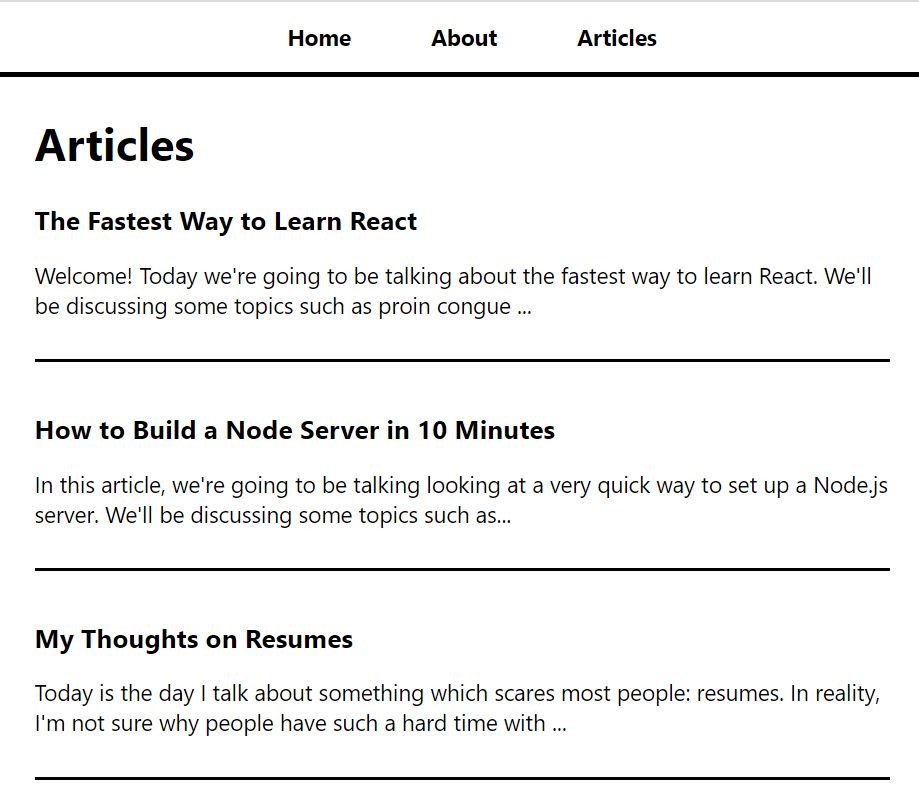 Home About Articles
Articles
The Fastest Way to Learn React
Welcome! Today we're going to be talking about the fastest way to learn React. We'll
be discussing some topics such as proin congue ...
How to Build a Node Server in 10 Minutes
In this article, we're going to be talking looking at a very quick way to set up a Node.js
server. We'll be discussing some topics such as...
My Thoughts on Resumes
Today is the day I talk about something which scares most people: resumes. In reality,
I'm not sure why people have such a hard time with ...